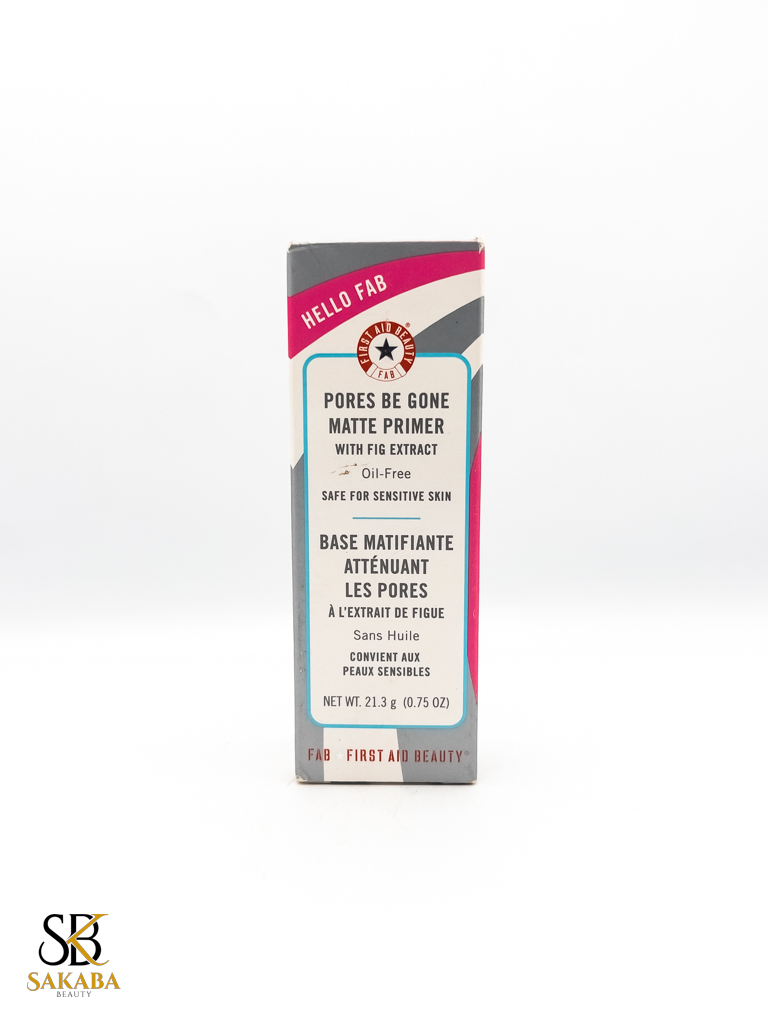 HELLO FAB
FIRST AID BEAUTY®
FAB
PORES BE GONE
MATTE PRIMER
WITH FIG EXTRACT
Oil-Free
SAFE FOR SENSITIVE SKIN
BASE MATIFIANTE
ATTÉNUANT
LES PORES
À L'EXTRAIT DE FIGUE
Sans Huile
CONVIENT AUX
PEAUX SENSIBLES
NET WT. 21.3 g (0.75 OZ)
FAB FIRST AID BEAUTY®
SBK
SAKABA
BEAUTY